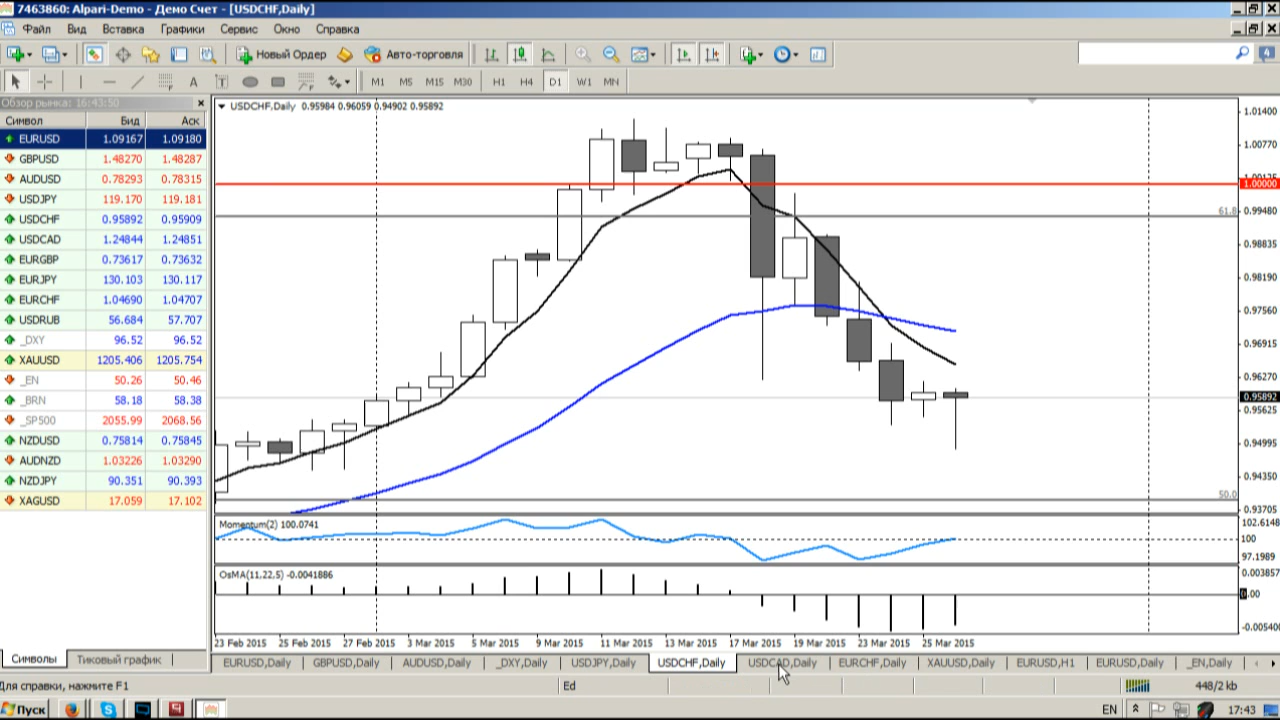 7463860: Alpari-Demo - Демо Счет - [USDCHF,Daily]
Файл Вид Вставка Графики Сервис Окно Справка
Новый Ордер Авто-торговля
A T M1 M5 M15 M30 H1 H4 D1 W1 MN
Обзор рынка: 16:43:50
Символ Бид Аск
EURUSD 1.09167 1.09180
GBPUSD 1.48270 1.48287
AUDUSD 0.78293 0.78315
USDJPY 119.170 119.181
USDCHF 0.95892 0.95909
USDCAD 1.24844 1.24851
EURGBP 0.73617 0.73632
EURJPY 130.103 130.117
EURCHF 1.04690 1.04707
USDRUB 56.684 57.707
_DXY 96.52 96.52
XAUUSD 1205.406 1205.754
_EN 50.26 50.46
_BRN 58.18 58.38
_SP500 2055.99 2068.56
NZDUSD 0.75814 0.75845
AUDNZD 1.03226 1.03290
NZDJPY 90.351 90.393
XAGUSD 17.059 17.102
Символы Тиковый график
USDCHF,Daily 0.95984 0.96059 0.94902 0.95892
1.01400
1.00770
1.00000
61.8
0.99480
0.98835
0.98190
0.97560
0.96915
0.96270
0.95892
0.95625
0.94995
0.94350
50.0
0.93705
Momentum(2) 100.0741
102.6148
100
97.1989
OsMA(11,22,5) -0.0041886
0.003857
0.00
-0.005400
23 Feb 2015 25 Feb 2015 27 Feb 2015 3 Mar 2015 5 Mar 2015 9 Mar 2015 11 Mar 2015 13 Mar 2015 17 Mar 2015 19 Mar 2015 23 Mar 2015 25 Mar 2015
EURUSD,Daily GBPUSD,Daily AUDUSD,Daily _DXY,Daily USDJPY,Daily USDCHF,Daily USDCAD,Daily EURCHF,Daily XAUUSD,Daily EURUSD,H1 EURUSD,Daily _EN,Daily
Для справки, нажмите F1 Ed 448/2 kb
Пуск EN 17:43